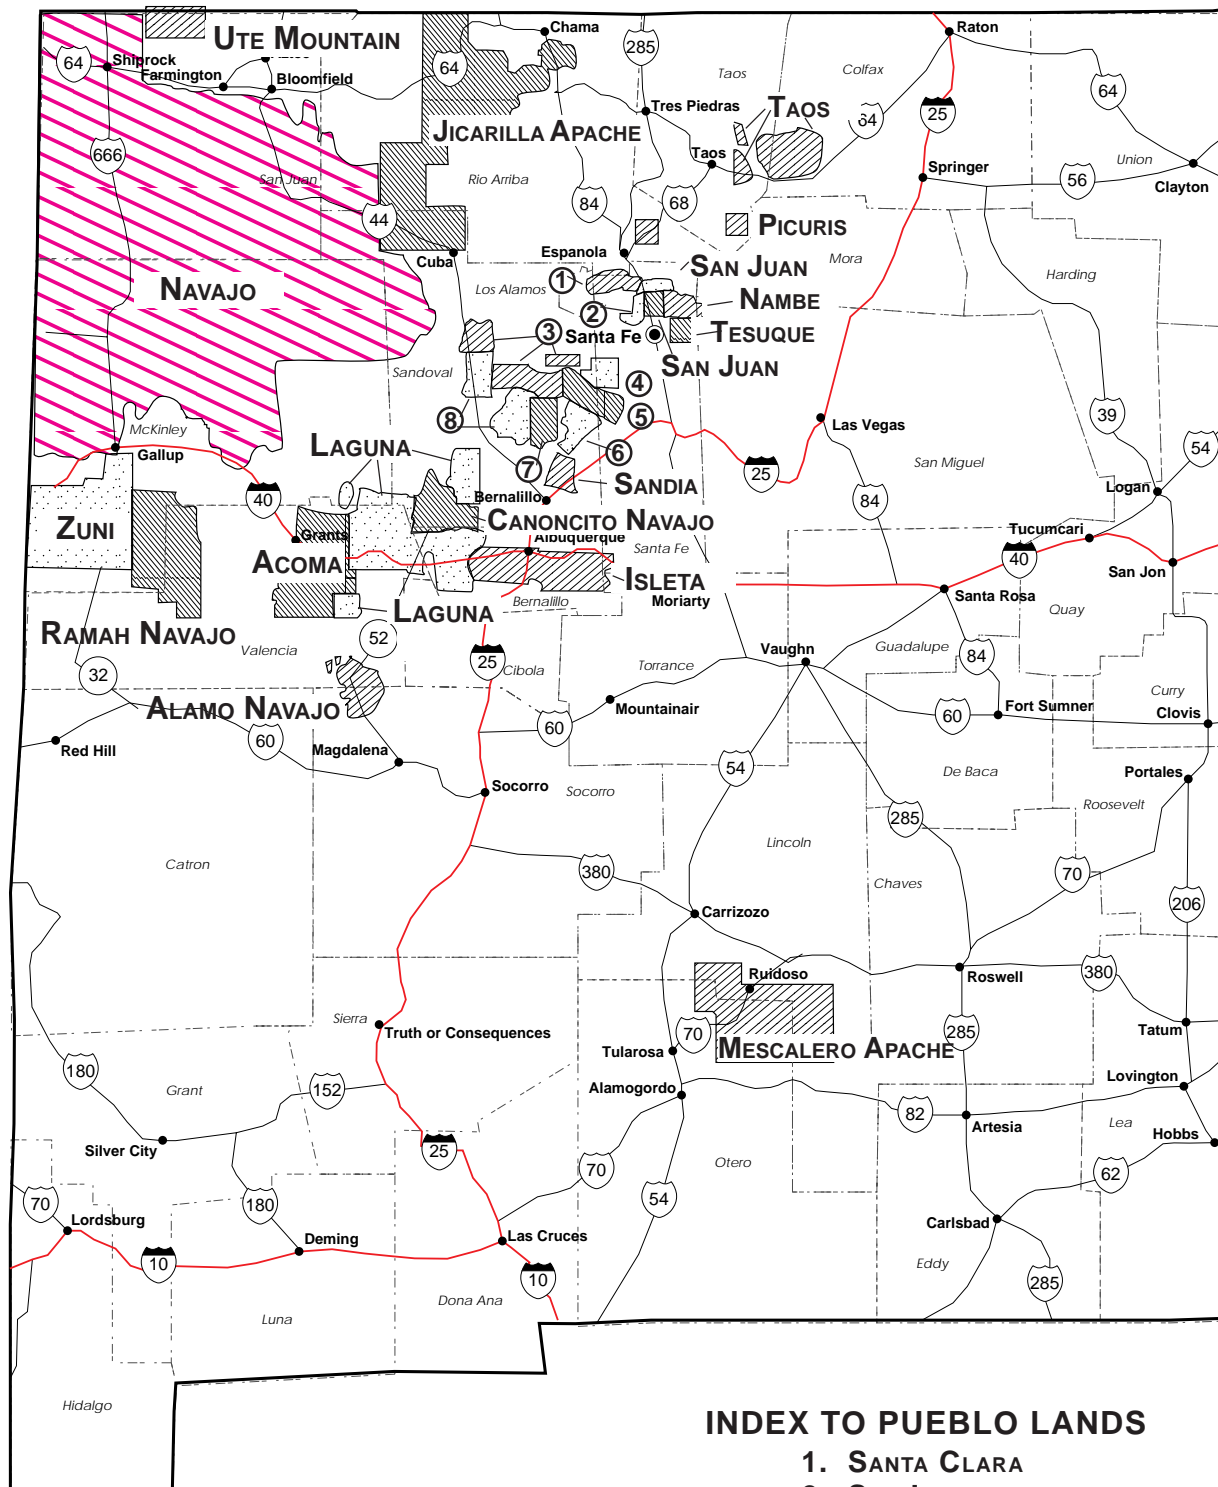 UTE MOUNTAIN
Chama
Raton
285
64
Shiprock
Farmington
Bloomfield
64
Taos
Colfax
64
Tres Piedras
TAOS
64
25
JICARILLA APACHE
666
San Juan
Rio Arriba
Taos
Springer
56
Union
Clayton
44
84
68
PICURIS
Cuba
Espanola
SAN JUAN
Mora
Harding
NAVAJO
1
Los Alamos
NAMBE
2
3
Santa Fe
TESUQUE
SAN JUAN
Sandoval
4
8
5
39
McKinley
Las Vegas
Gallup
LAGUNA
6
54
7
25
San Miguel
40
SANDIA
84
Logan
Bernalillo
ZUNI
CANONCITO NAVAJO
Tucumcari
Grants
Albuquerque
Santa Fe
40
ACOMA
San Jon
ISLETA
Santa Rosa
LAGUNA
Bernalillo
Moriarty
Quay
RAMAH NAVAJO
Valencia
52
Vaughn
Guadalupe
32
25
Cibola
Torrance
84
Curry
ALAMO NAVAJO
Mountainair
60
Fort Sumner
Clovis
60
60
Red Hill
Magdalena
54
De Baca
Portales
Socorro
Socorro
Roosevelt
285
Lincoln
Catron
380
Chaves
70
206
Carrizozo
Ruidoso
Roswell
380
Sierra
Truth or Consequences
70
285
Tatum
Tularosa
MESCALERO APACHE
180
Grant
152
Alamogordo
Lovington
82
Artesia
Lea
Silver City
25
Hobbs
70
Otero
62
70
180
54
Lordsburg
Carlsbad
Deming
Las Cruces
10
10
Eddy
285
Dona Ana
Luna
Hidalgo
INDEX TO PUEBLO LANDS
1. SANTA CLARA